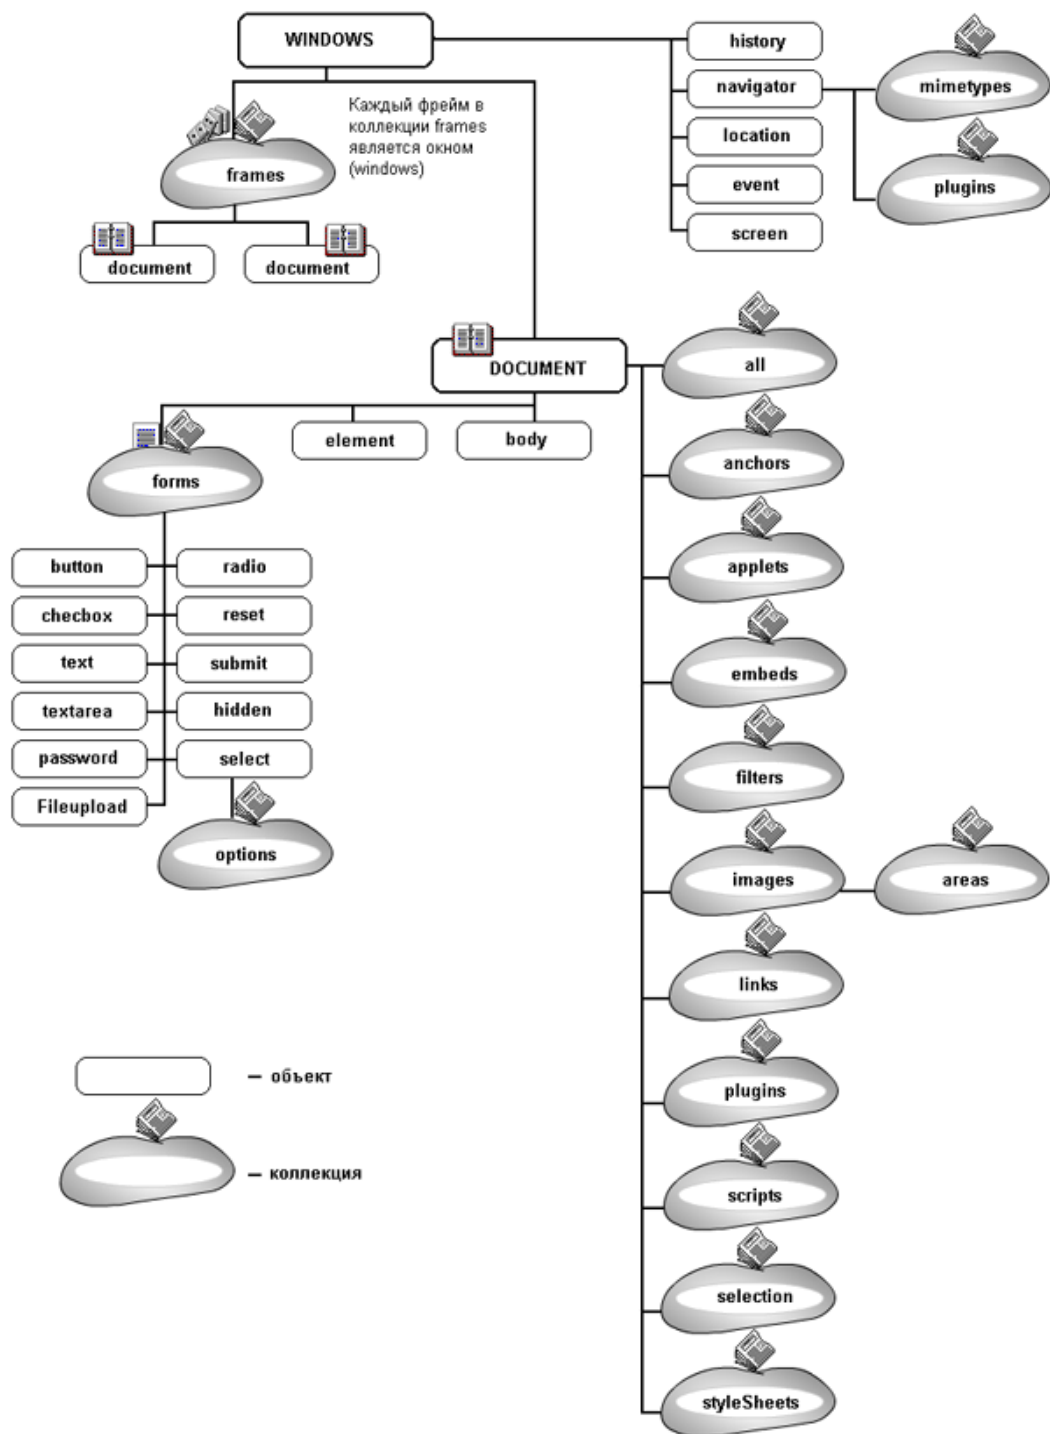 WINDOWS
history
navigator
mimetypes
Каждый фрейм в
коллекции frames
является окном
(windows)
location
frames
event
plugins
screen
document
document
DOCUMENT
all
element
body
anchors
forms
button
radio
applets
checbox
reset
text
submit
embeds
textarea
hidden
password
select
filters
Fileupload
options
images
areas
links
— объект
plugins
— коллекция
scripts
selection
styleSheets